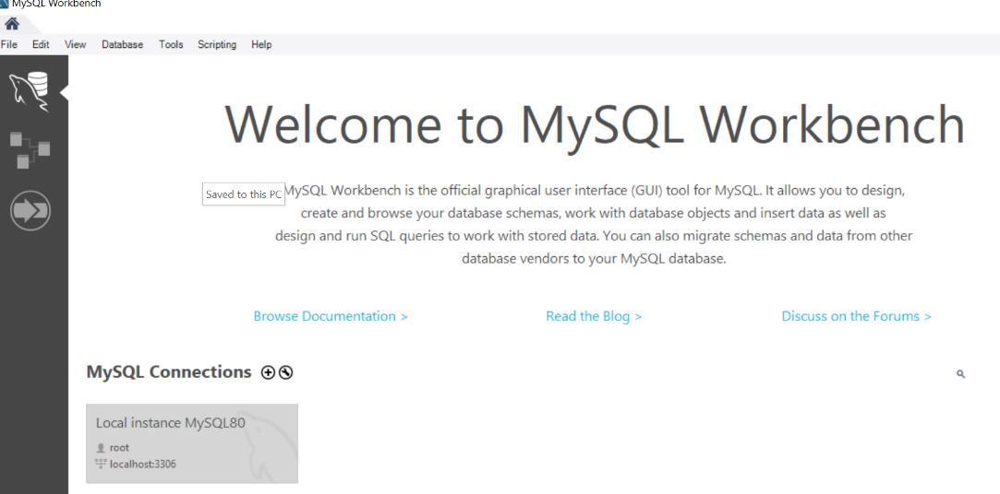 MySQL Workbench
File Edit View Database Tools Scripting Help
Welcome to MySQL Workbench
Saved to this PC
MySQL Workbench is the official graphical user interface (GUI) tool for MySQL. It allows you to design,
create and browse your database schemas, work with database objects and insert data as well as
design and run SQL queries to work with stored data. You can also migrate schemas and data from other
database vendors to your MySQL database.
Browse Documentation > Read the Blog > Discuss on the Forums >
MySQL Connections
Local instance MySQL80
root
localhost:3306